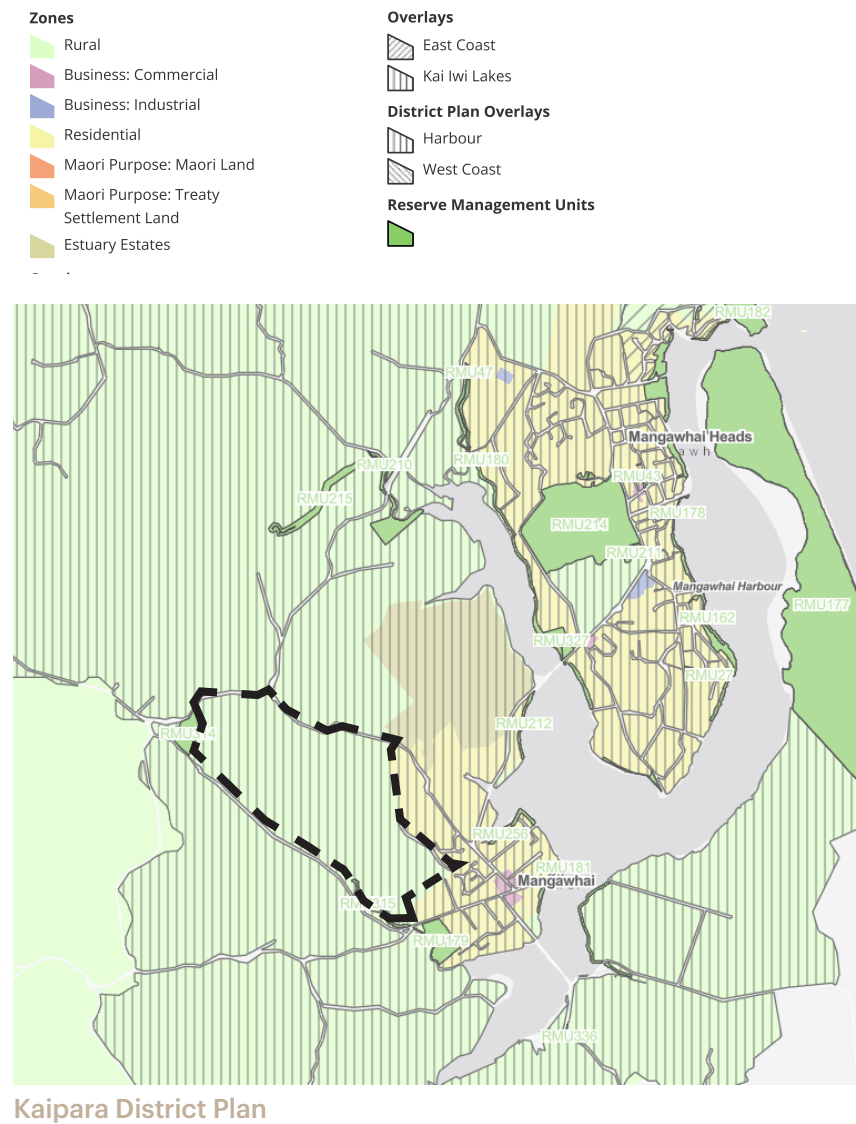 Zones
Rural
Business: Commercial
Business: Industrial
Residential
Maori Purpose: Maori Land
Maori Purpose: Treaty
Settlement Land
Estuary Estates
Overlays
East Coast
Kai Iwi Lakes
District Plan Overlays
Harbour
West Coast
Reserve Management Units
RMU182
RMU47
Mangawhai Heads
a w h
RMU180
RMU210
RMU43
RMU215
RMU178
RMU214
RMU211
Mangawhai Harbour
RMU177
RMU162
RMU327
RMU27
RMU212
RMU256
RMU181
Mangawhai
RMU179
RMU336
Kaipara District Plan